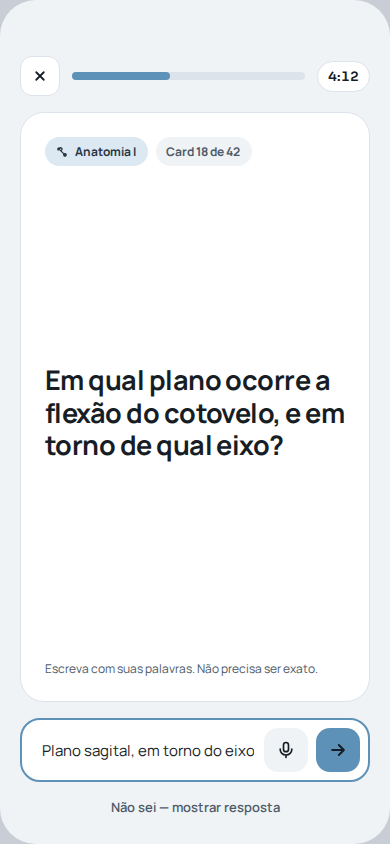 4:12
Anatomia I
Card 18 de 42
Em qual plano ocorre a
flexão do cotovelo, e em
torno de qual eixo?
Escreva com suas palavras. Não precisa ser exato.
Plano sagital, em torno do eixo
Não sei — mostrar resposta